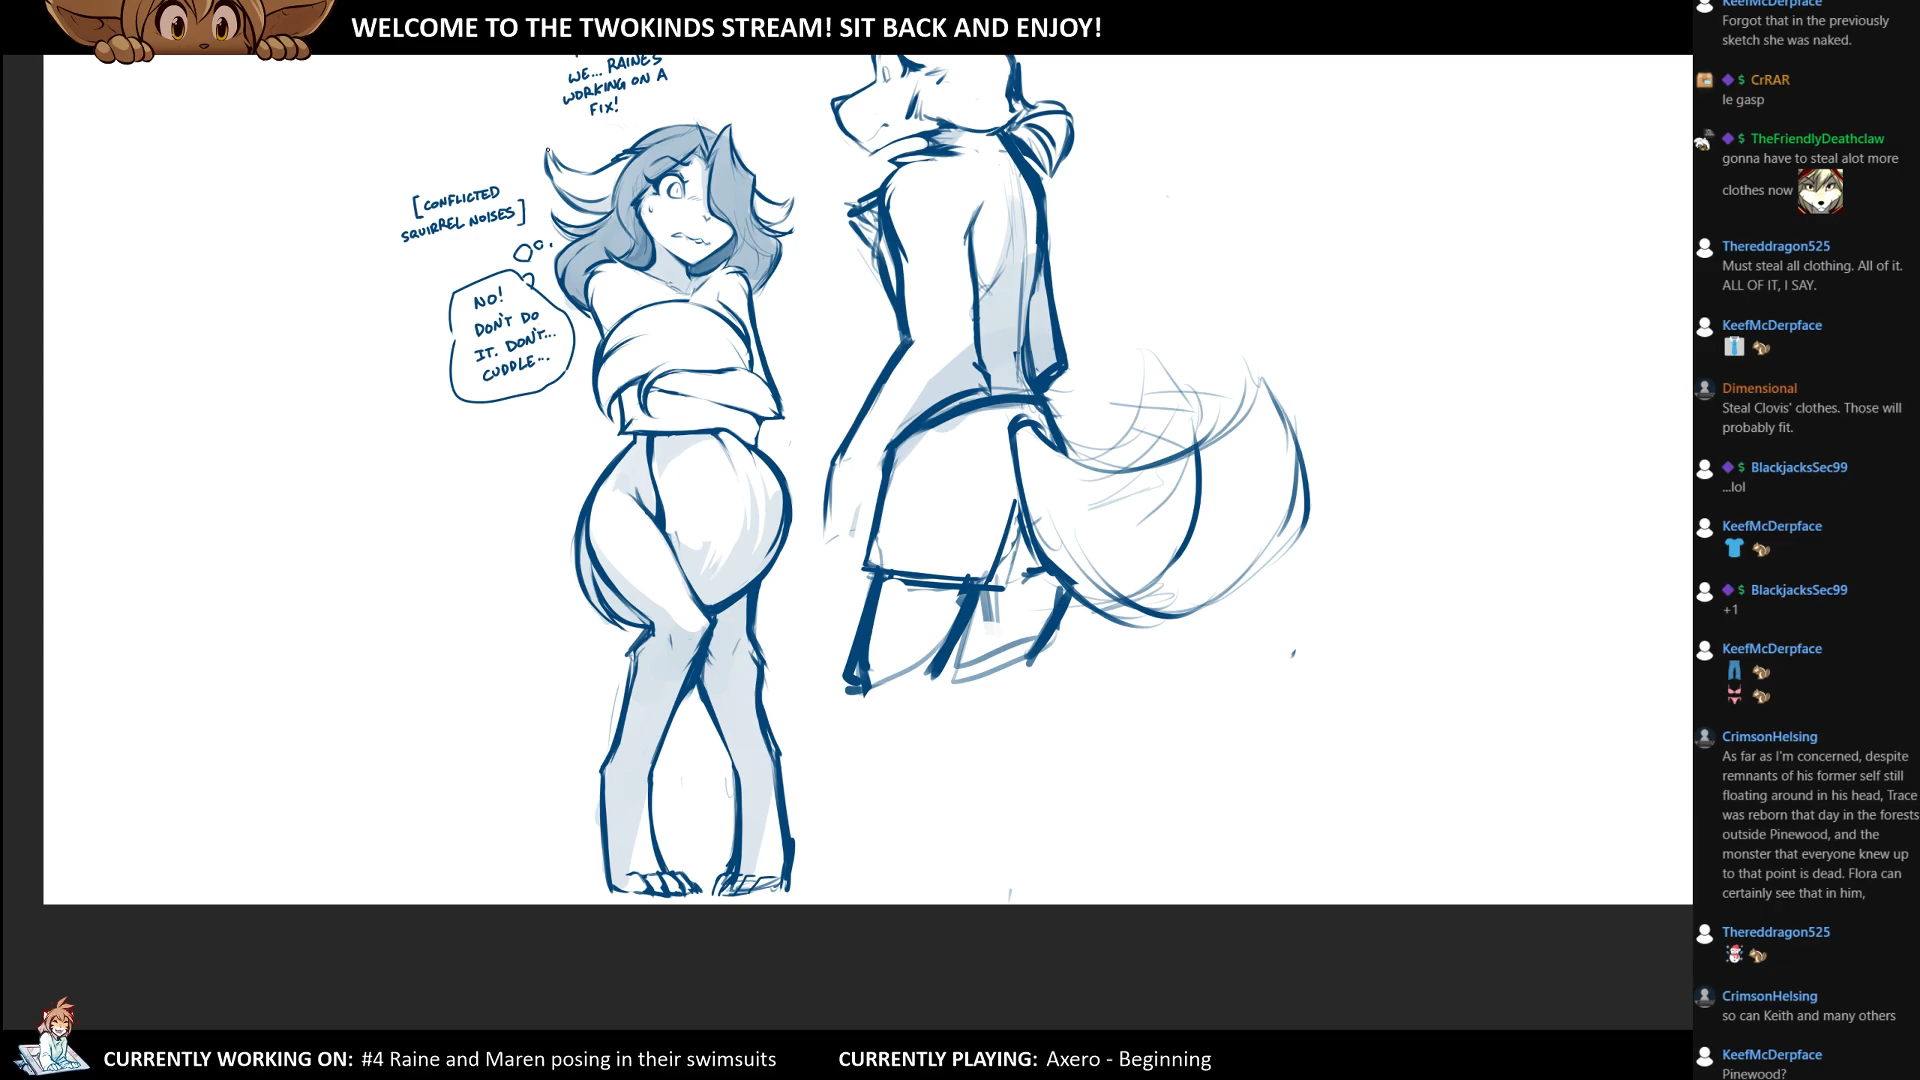 WELCOME TO THE TWOKINDS STREAM! SIT BACK AND ENJOY!
WE... RAINE'S
WORKING ON A
FIX!
[CONFLICTED
SQUIRREL NOISES]
NO!
DON'T DO
IT. DON'T...
CUDDLE...
KeefMcDerpface
Forgot that in the previously
sketch she was naked.
$ CrRAR
le gasp
$ TheFriendlyDeathclaw
gonna have to steal alot more
clothes now
Thereddragon525
Must steal all clothing. All of it.
ALL OF IT, I SAY.
KeefMcDerpface
Dimensional
Steal Clovis' clothes. Those will
probably fit.
$ BlackjacksSec99
...lol
KeefMcDerpface
$ BlackjacksSec99
+1
KeefMcDerpface
CrimsonHelsing
As far as I'm concerned, despite
remnants of his former self still
floating around in his head, Trace
was reborn that day in the forests
outside Pinewood, and the
monster that everyone knew up
to that point is dead. Flora can
certainly see that in him,
Thereddragon525
CrimsonHelsing
so can Keith and many others
KeefMcDerpface
Pinewood?
CURRENTLY WORKING ON: #4 Raine and Maren posing in their swimsuits
CURRENTLY PLAYING: Axero - Beginning